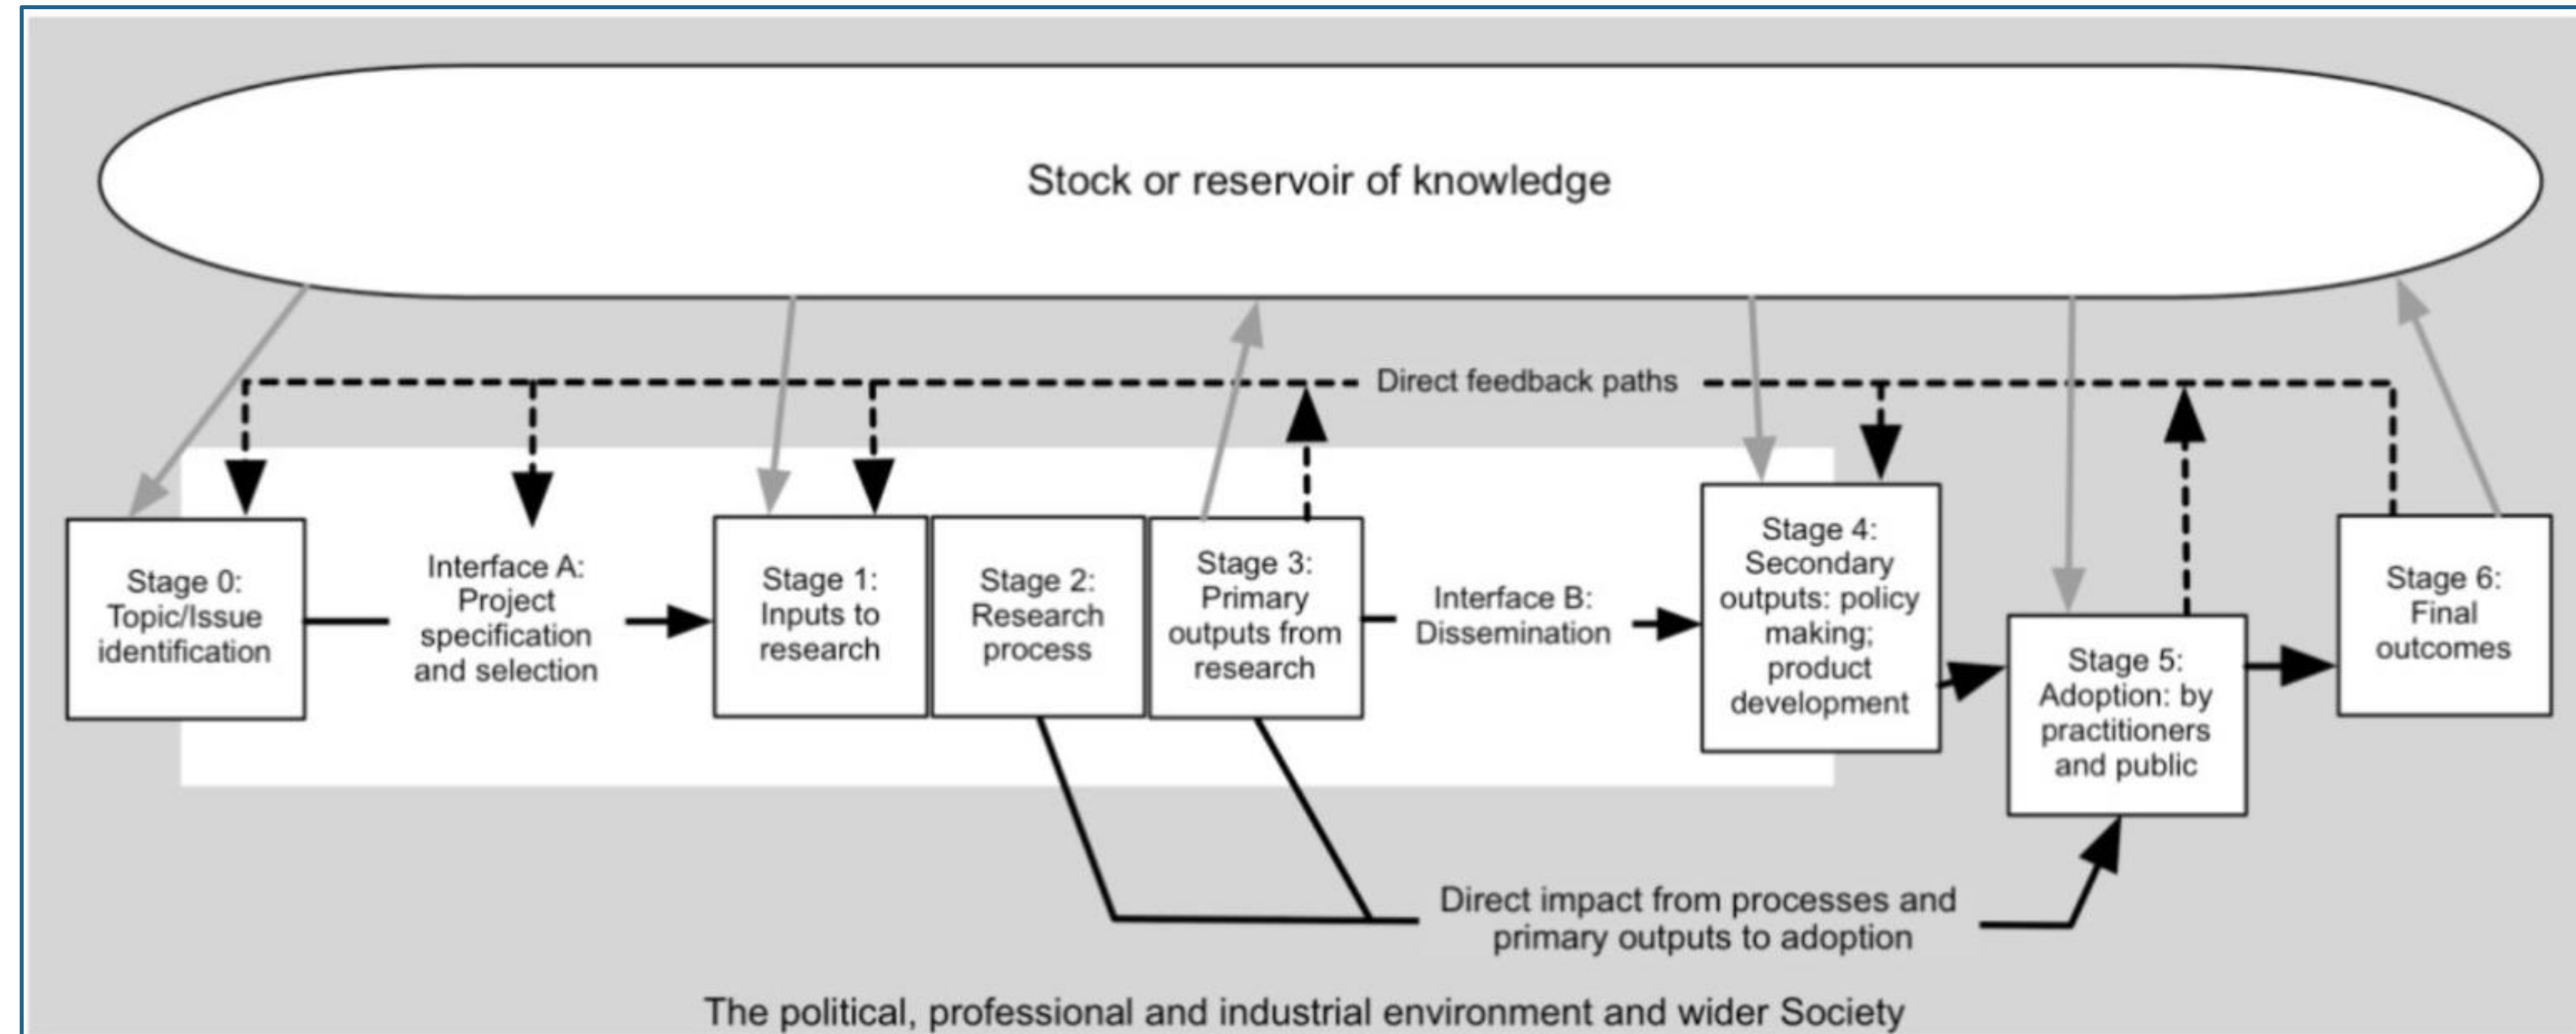 Stock or reservoir of knowledge
Direct feedback paths
Stage 0:
Topic/Issue
identification
Interface A:
Project
specification
and selection
Stage 1:
Inputs to
research
Stage 2:
Research
process
Stage 3:
Primary
outputs from
research
Interface B:
Dissemination
Stage 4:
Secondary
outputs: policy
making;
product
development
Stage 5:
Adoption: by
practitioners
and public
Stage 6:
Final
outcomes
Direct impact from processes and
primary outputs to adoption
The political, professional and industrial environment and wider Society